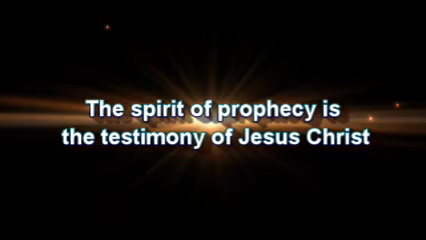 The spirit of prophecy is
the testimony of Jesus Christ